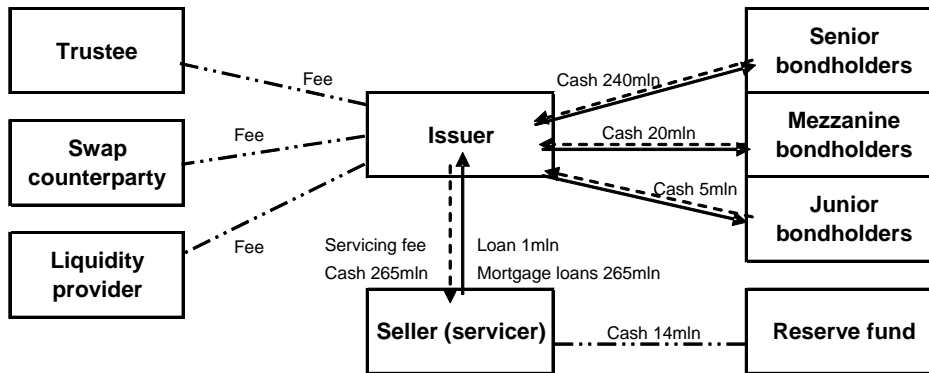 Trustee
Fee
Senior
bondholders
Cash 240mln
Swap
counterparty
Fee
Issuer
Cash 20mln
Mezzanine
bondholders
Cash 5mln
Junior
bondholders
Liquidity
provider
Fee
Servicing fee
Cash 265mln
Loan 1mln
Mortgage loans 265mln
Seller (servicer)
Cash 14mln
Reserve fund